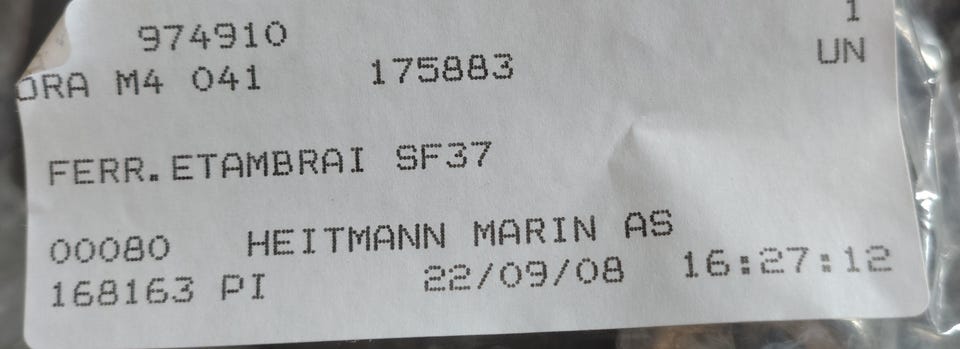 974910 1
ORA M4 041 175883 UN
FERR.ETAMBRAI SF37
00080 HEITMANN MARIN AS
168163 PI 22/09/08 16:27:12